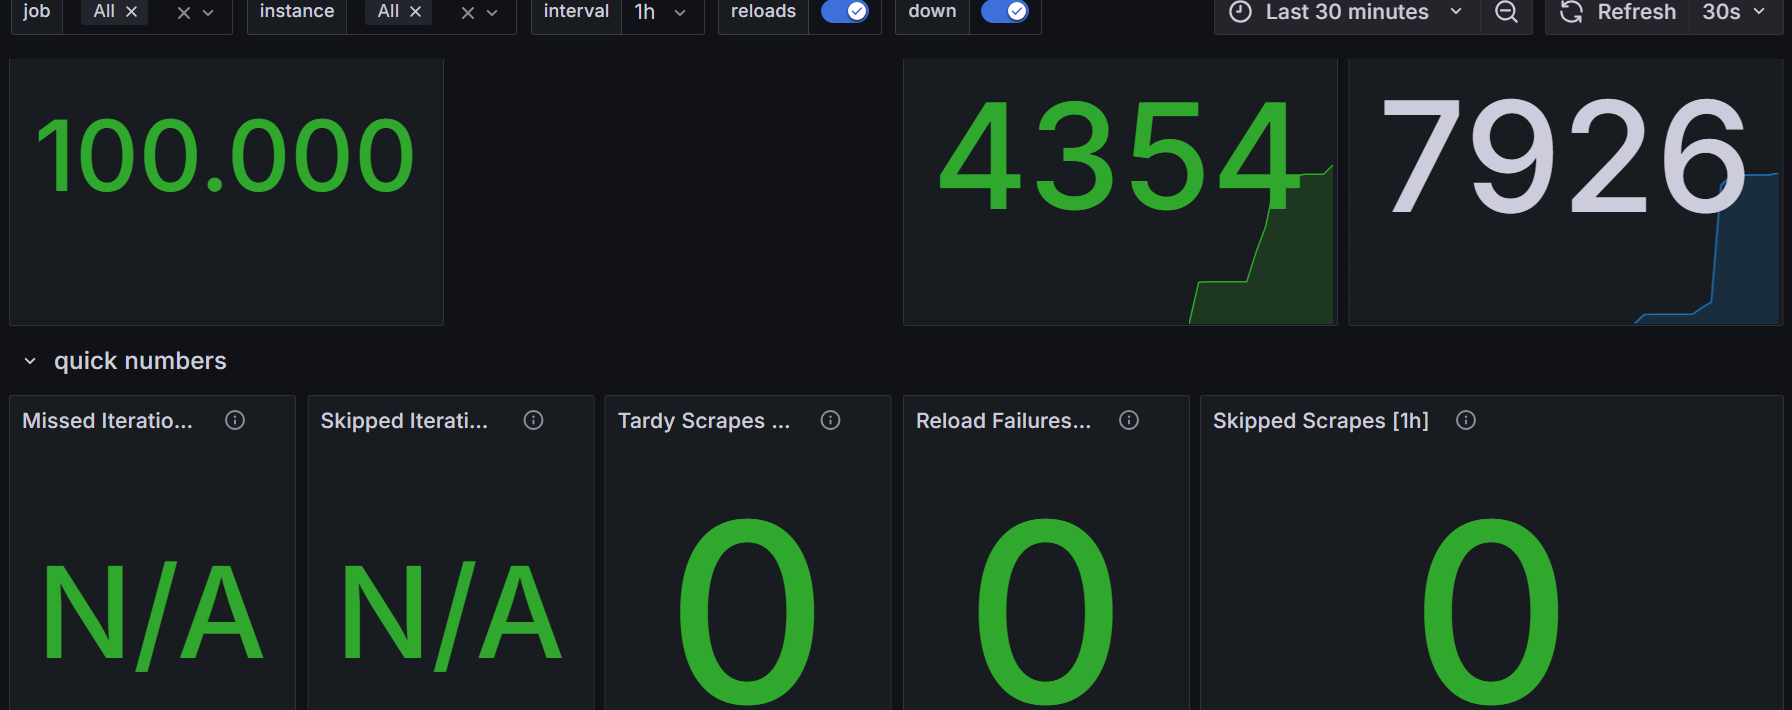 job All interval 1h reloads down Last 30 minutes Refresh 30s
instance All
100.000 4354 7926
quick numbers
Missed Iteratio... Skipped Iterati... Tardy Scrapes ... Reload Failures... Skipped Scrapes [1h]
N/A N/A 0 0 0